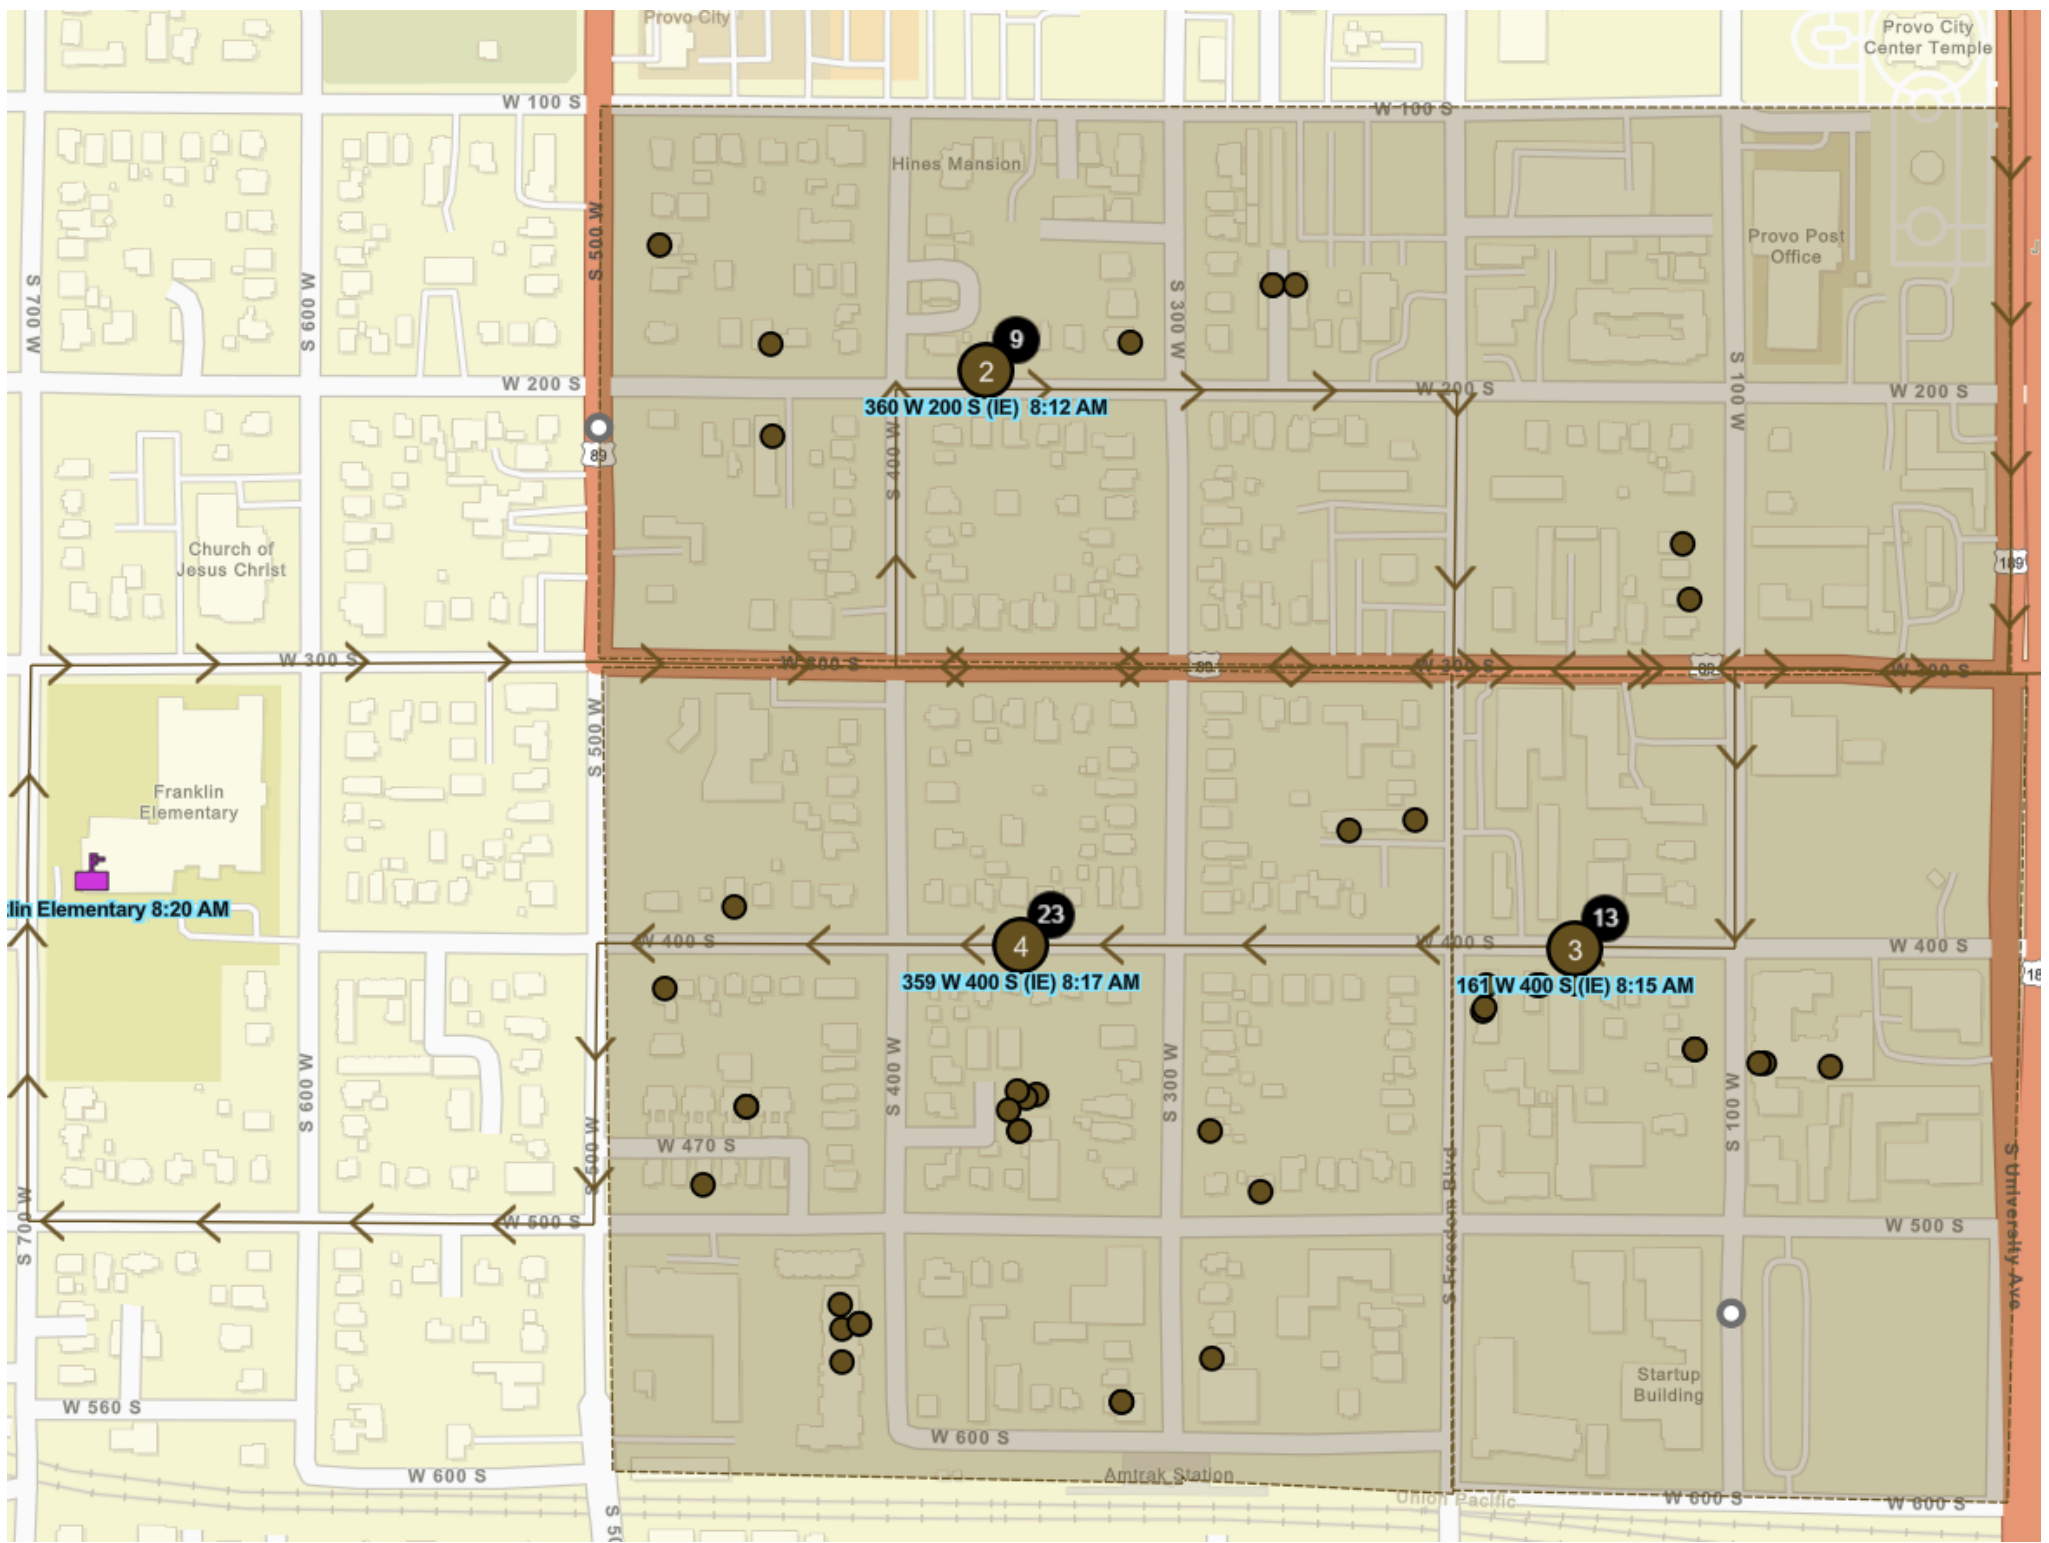 Provo City
Provo City
Center Temple
W 100 S
W 100 S
Hines Mansion
S 500 W
Provo Post
Office
S 700 W
S 600 W
S 300 W
9
2
S 100 W
W 200 S
W 200 S
W 200 S
360 W 200 S (IE) 8:12 AM
S 400 W
89
Church of
Jesus Christ
189
W 300 S
W 300 S
89
W 300 S
89
W 300 S
S 500 W
Franklin
Elementary
lin Elementary 8:20 AM
23
13
4
3
W 400 S
W 400 S
W 400 S
359 W 400 S (IE) 8:17 AM
161 W 400 S (IE) 8:15 AM
18
S 600 W
S 400 W
S 300 W
S 100 W
S 500 W
W 470 S
S 700 W
S Freedom Blvd
S University Ave
W 500 S
W 500 S
Startup
Building
W 560 S
W 600 S
W 600 S
Amtrak Station
Union Pacific
W 600 S
W 600 S
S 50